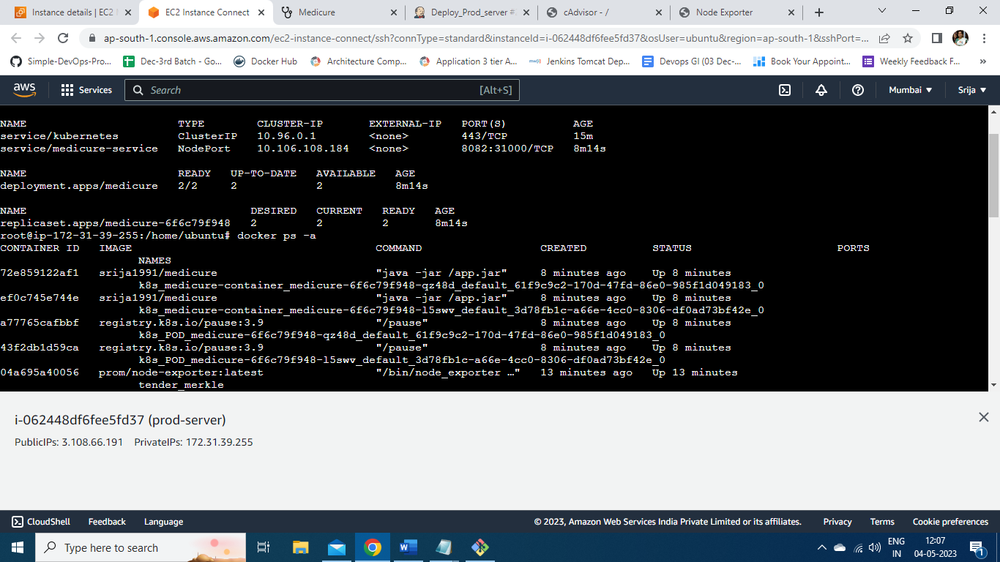 Instance details | EC2 M
EC2 Instance Connect
Medicure
Deploy_Prod_server #
cAdvisor - /
Node Exporter
ap-south-1.console.aws.amazon.com/ec2-instance-connect/ssh?connType=standard&instanceId=i-062448df6fee5fd37&osUser=ubuntu&region=ap-south-1&sshPort=...
Simple-DevOps-Pro...
Dec-3rd Batch - Go...
Docker Hub
Architecture Comp...
Application 3 tier A...
Jenkins Tomcat Dep...
Devops GI (03 Dec-...
Book Your Appoint...
Weekly Feedback F...
»
aws Services Search [Alt+S] Mumbai Srija
NAME TYPE CLUSTER-IP EXTERNAL-IP PORT(S) AGE
service/kubernetes ClusterIP 10.96.0.1 <none> 443/TCP 15m
service/medicure-service NodePort 10.106.108.184 <none> 8082:31000/TCP 8m14s
NAME READY UP-TO-DATE AVAILABLE AGE
deployment.apps/medicure 2/2 2 2 8m14s
NAME DESIRED CURRENT READY AGE
replicaset.apps/medicure-6f6c79f948 2 2 2 8m14s
root@ip-172-31-39-255:/home/ubuntu# docker ps -a
CONTAINER ID IMAGE COMMAND CREATED STATUS PORTS
NAMES
72e859122af1 srija1991/medicure "java -jar /app.jar" 8 minutes ago Up 8 minutes
k8s_medicure-container_medicure-6f6c79f948-qz48d_default_61f9c9c2-170d-47fd-86e0-985f1d049183_0
ef0c745e744e srija1991/medicure "java -jar /app.jar" 8 minutes ago Up 8 minutes
k8s_medicure-container_medicure-6f6c79f948-l5swv_default_3d78fb1c-a66e-4cc0-8306-df0ad73bf42e_0
a77765cafbbf registry.k8s.io/pause:3.9 "/pause" 8 minutes ago Up 8 minutes
k8s_POD_medicure-6f6c79f948-qz48d_default_61f9c9c2-170d-47fd-86e0-985f1d049183_0
43f2db1d59ca registry.k8s.io/pause:3.9 "/pause" 8 minutes ago Up 8 minutes
k8s_POD_medicure-6f6c79f948-l5swv_default_3d78fb1c-a66e-4cc0-8306-df0ad73bf42e_0
04a695a40056 prom/node-exporter:latest "/bin/node_exporter …" 13 minutes ago Up 13 minutes
tender_merkle
i-062448df6fee5fd37 (prod-server)
PublicIPs: 3.108.66.191 PrivateIPs: 172.31.39.255
CloudShell Feedback Language © 2023, Amazon Web Services India Private Limited or its affiliates. Privacy Terms Cookie preferences
Type here to search
ENG
IN
12:07
04-05-2023
1